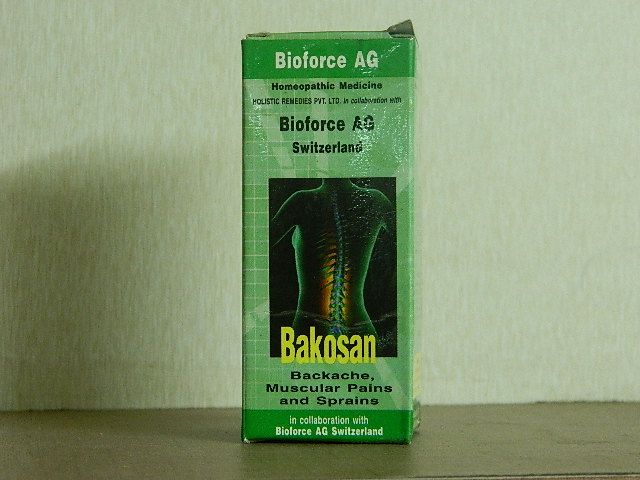 Bioforce AG
Homeopathic Medicine
HOLISTIC REMEDIES PVT. LTD. in collaboration with
Bioforce AG
Switzerland
Bakosan
Backache,
Muscular Pains
and Sprains
in collaboration with
Bioforce AG Switzerland